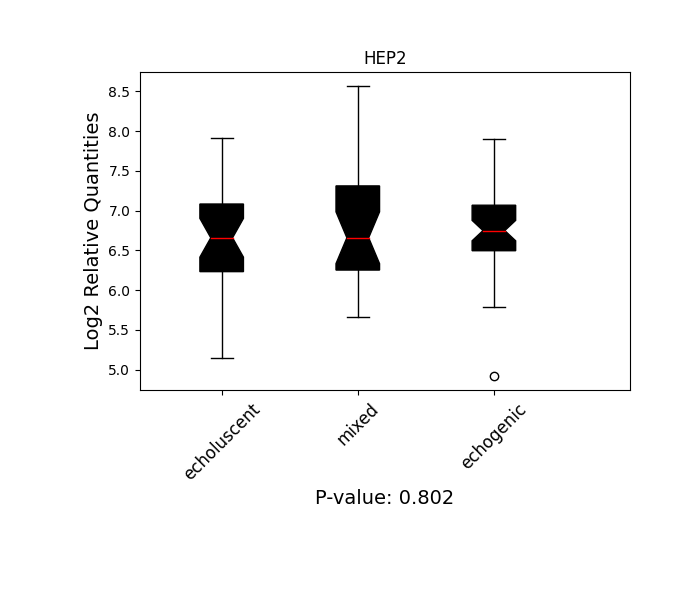 HEP2
Log2 Relative Quantities
8.5
8.0
7.5
7.0
6.5
6.0
5.5
5.0
echoluscent
mixed
echogenic
P-value: 0.802